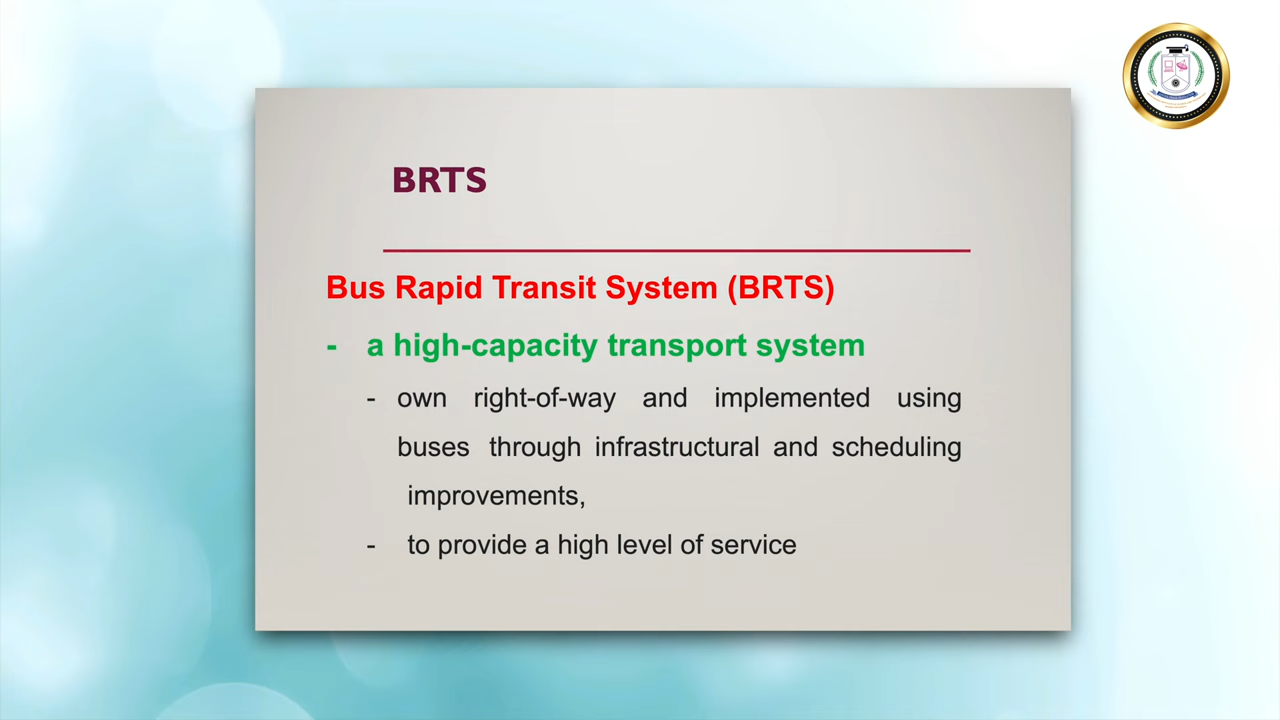 BRTS
Bus Rapid Transit System (BRTS)
- a high-capacity transport system
- own right-of-way and implemented using
buses through infrastructural and scheduling
improvements,
- to provide a high level of service